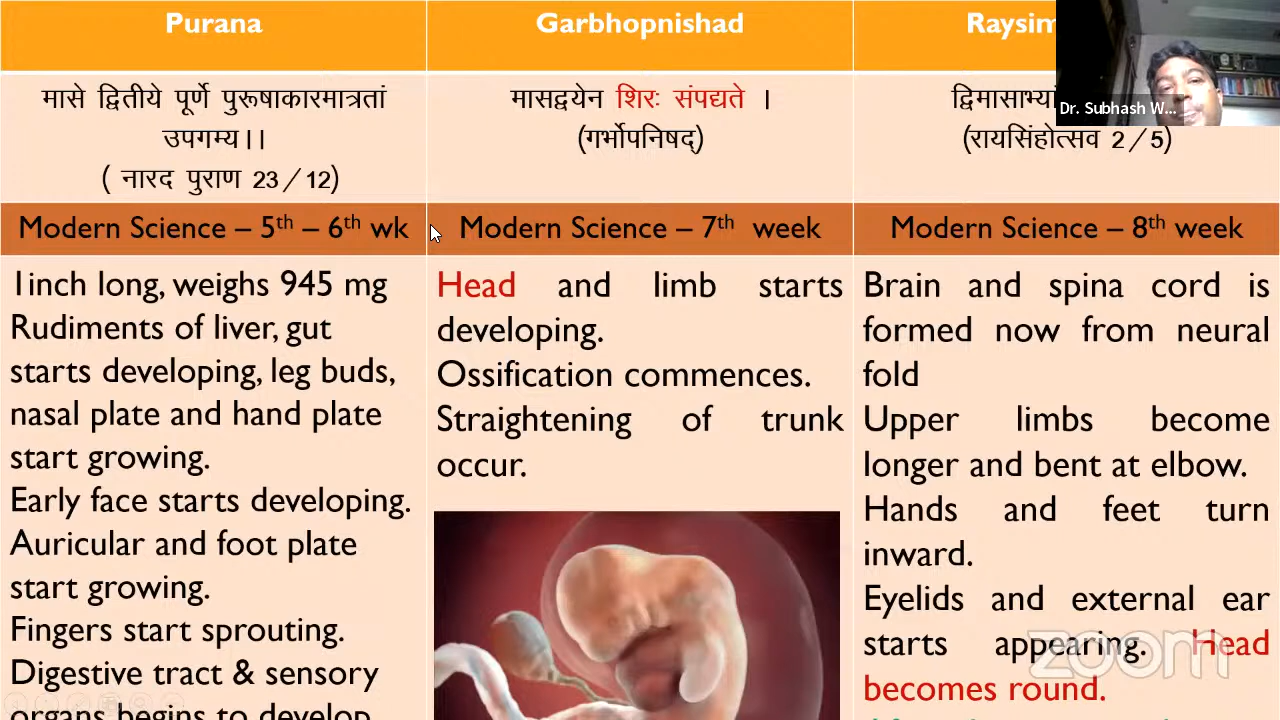 Purana
Garbhopnishad
Dr. Subhash W...
मासे द्वितीये पूर्णे पुरूषाकारमात्रतां
उपगम्य।।
( नारद पुराण 23/12)
मासद्वयेन शिरः संपद्यते ।
(गर्भोपनिषद्)
(रायसिंहोत्सव 2/5)
Modern Science – 5th – 6th wk
Modern Science – 7th week
Modern Science – 8th week
1inch long, weighs 945 mg
Rudiments of liver, gut
starts developing, leg buds,
nasal plate and hand plate
start growing.
Early face starts developing.
Auricular and foot plate
start growing.
Fingers start sprouting.
Digestive tract & sensory
organs begins to develop
Head and limb starts
developing.
Ossification commences.
Straightening of trunk
occur.
Brain and spina cord is
formed now from neural
fold
Upper limbs become
longer and bent at elbow.
Hands and feet turn
inward.
Eyelids and external ear
starts appearing. Head
becomes round.
zoom